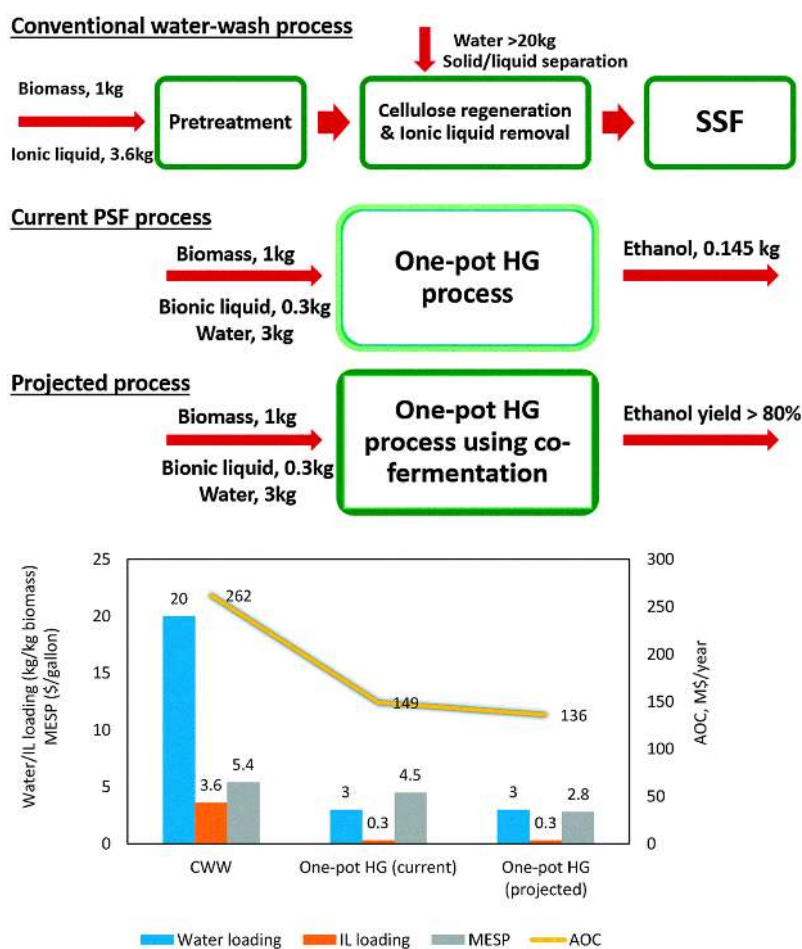 Conventional water-wash process
Water >20kg
Solid/liquid separation
Biomass, 1kg
Ionic liquid, 3.6kg
Pretreatment
Cellulose regeneration
& Ionic liquid removal
SSF
Current PSF process
Biomass, 1kg
Bionic liquid, 0.3kg
Water, 3kg
One-pot HG
process
Ethanol, 0.145 kg
Projected process
Biomass, 1kg
Bionic liquid, 0.3kg
Water, 3kg
One-pot HG
process using co-
fermentation
Ethanol yield > 80%
Water/IL loading (kg/kg biomass)
MESP ($/gallon)
25
20
15
10
5
0
20
3.6
5.4
262
3
0.3
4.5
149
3
0.3
2.8
136
300
250
200
150
100
50
0
AOC, M$/year
CWW
One-pot HG (current)
One-pot HG
(projected)
Water loading
IL loading
MESP
AOC